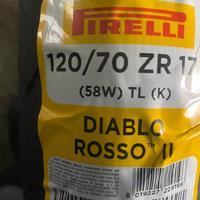 PIRELLI
120/70 ZR 17
(58W) TL (K)
DIABLO
ROSSO™ II